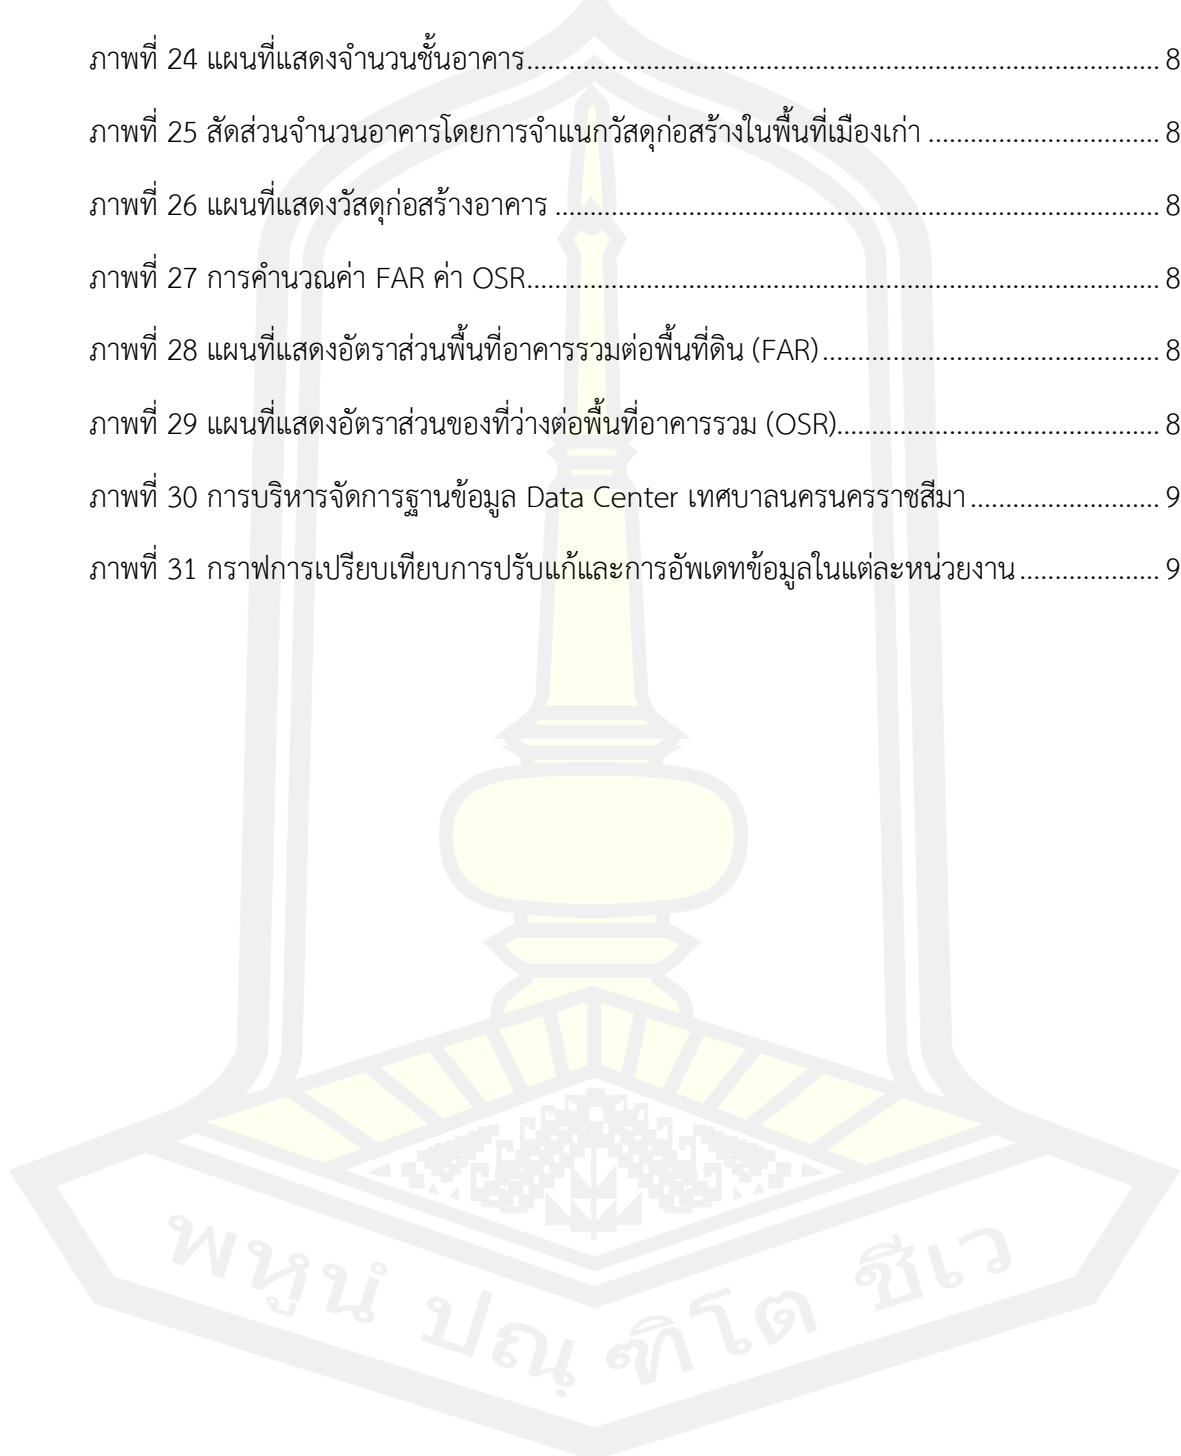 ภาพที่ 24 แผนที่แสดงจำนวนชั้นอาคาร........................................................................ 8
ภาพที่ 25 สัดส่วนจำนวนอาคารโดยการจำแนกวัสดุก่อสร้างในพื้นที่เมืองเก่า .......................... 8
ภาพที่ 26 แผนที่แสดงวัสดุก่อสร้างอาคาร ..................................................................... 8
ภาพที่ 27 การคำนวณค่า FAR ค่า OSR........................................................................ 8
ภาพที่ 28 แผนที่แสดงอัตราส่วนพื้นที่อาคารรวมต่อพื้นที่ดิน (FAR)...................................... 8
ภาพที่ 29 แผนที่แสดงอัตราส่วนของที่ว่างต่อพื้นที่อาคารรวม (OSR)..................................... 8
ภาพที่ 30 การบริหารจัดการฐานข้อมูล Data Center เทศบาลนครนครราชสีมา ..................... 9
ภาพที่ 31 กราฟการเปรียบเทียบการปรับแก้และการอัพเดทข้อมูลในแต่ละหน่วยงาน ................ 9
พหูนํ ปณฺฑิโต ชีเว